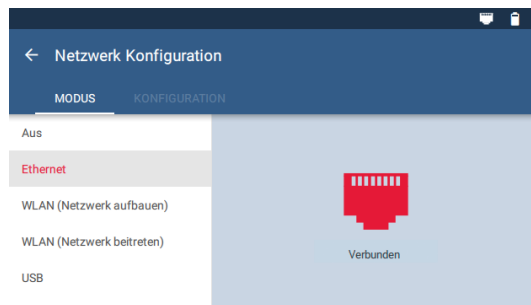 Netzwerk Konfiguration
MODUS KONFIGURATION
Aus
Ethernet
WLAN (Netzwerk aufbauen)
WLAN (Netzwerk beitreten)
Verbunden
USB